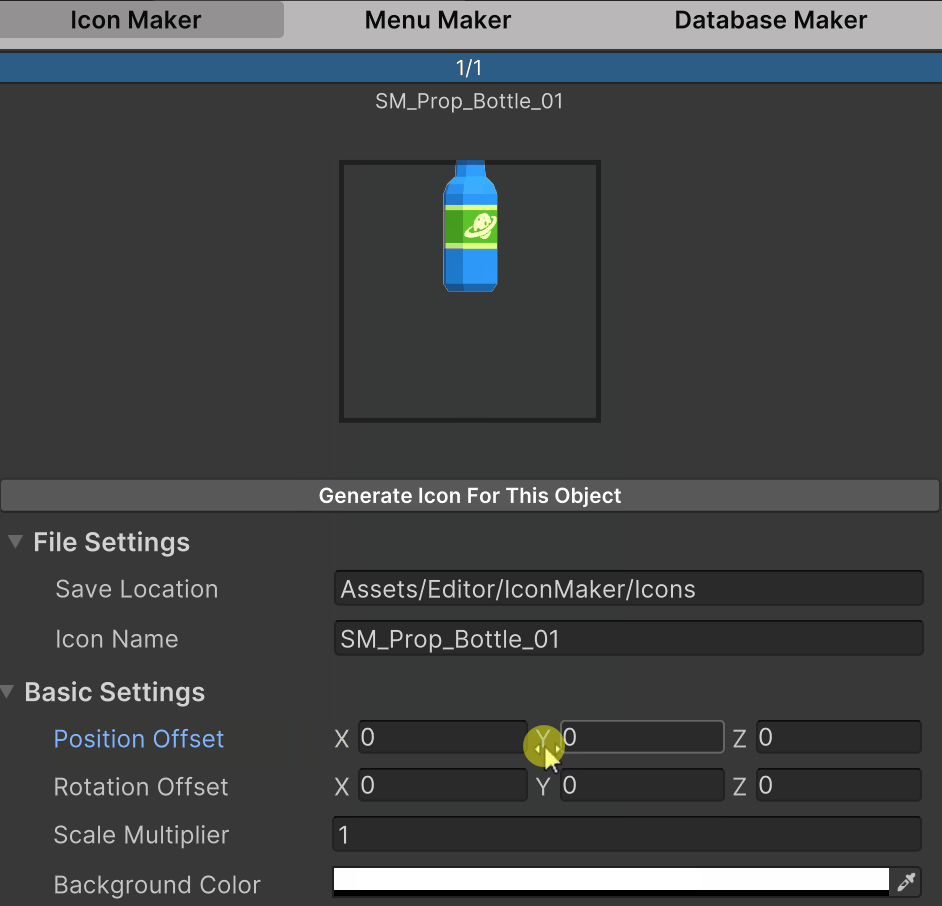 Icon Maker Menu Maker Database Maker
1/1
SM_Prop_Bottle_01
Generate Icon For This Object
File Settings
Save Location Assets/Editor/IconMaker/Icons
Icon Name SM_Prop_Bottle_01
Basic Settings
Position Offset X 0 Y 0 Z 0
Rotation Offset X 0 Y 0 Z 0
Scale Multiplier 1
Background Color